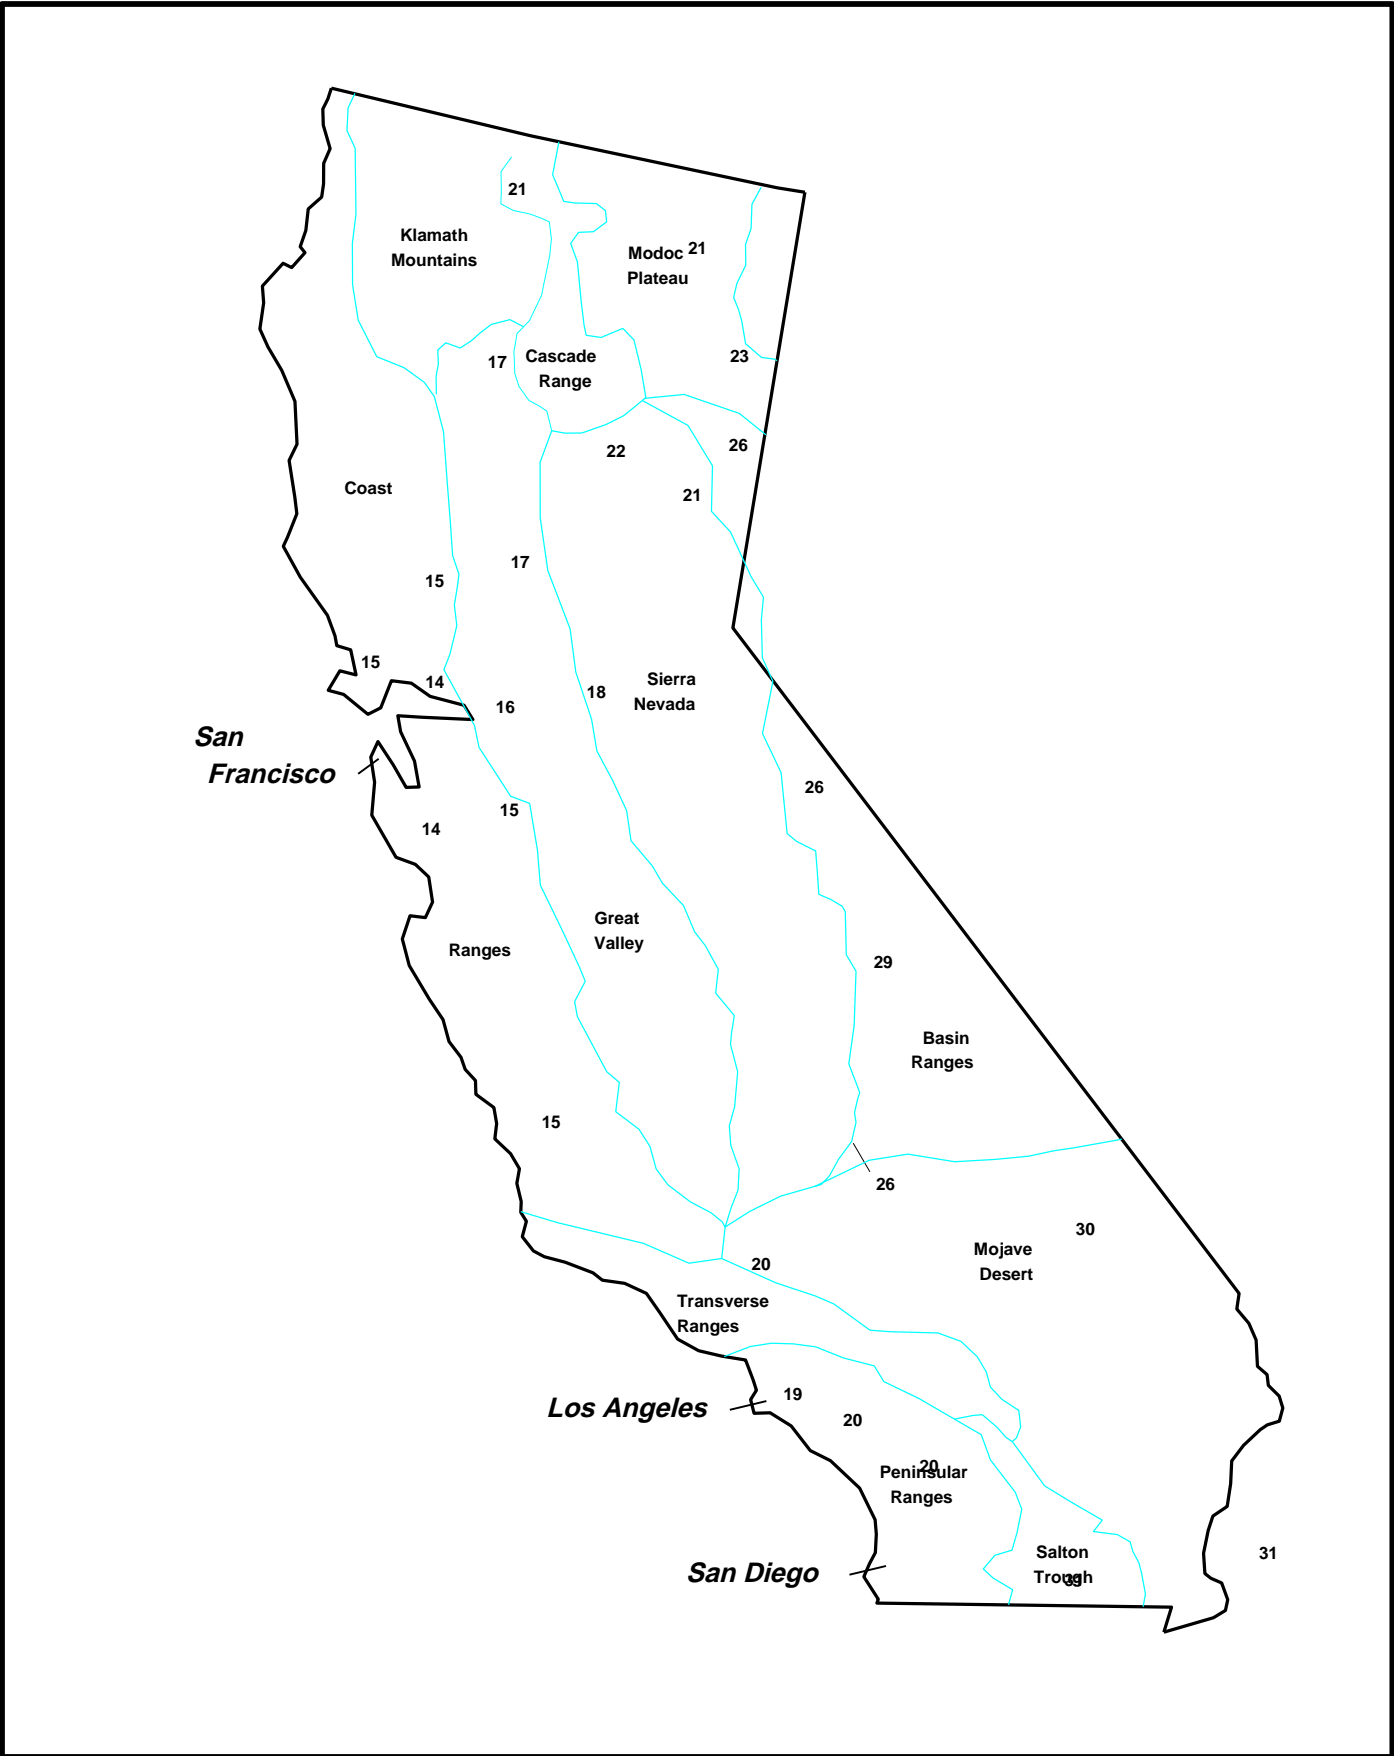 21
Klamath
Mountains
Modoc 21
Plateau
17
Cascade
Range
23
22
26
21
Coast
17
15
15
14
16
18
Sierra
Nevada
San
Francisco
26
15
14
Great
Valley
Ranges
29
Basin
Ranges
15
26
30
Mojave
Desert
20
Transverse
Ranges
19
Los Angeles
20
20
Peninsular
Ranges
Salton
Trough
31
San Diego